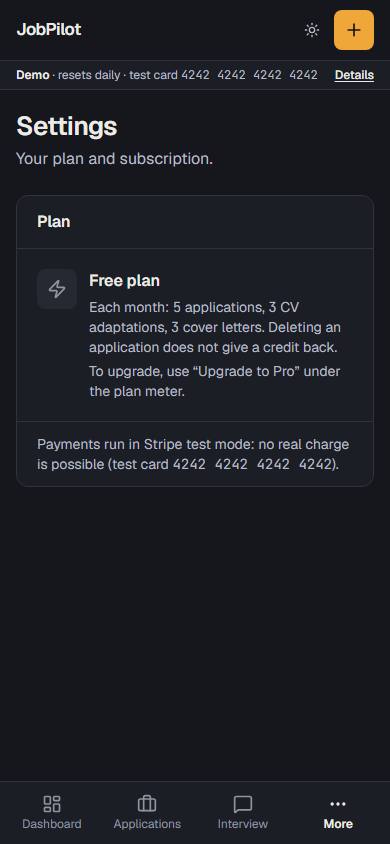 JobPilot
Demo · resets daily · test card 4242 4242 4242 4242 Details
Settings
Your plan and subscription.
Plan
Free plan
Each month: 5 applications, 3 CV
adaptations, 3 cover letters. Deleting an
application does not give a credit back.
To upgrade, use “Upgrade to Pro” under
the plan meter.
Payments run in Stripe test mode: no real charge
is possible (test card 4242 4242 4242 4242).
Dashboard Applications Interview More